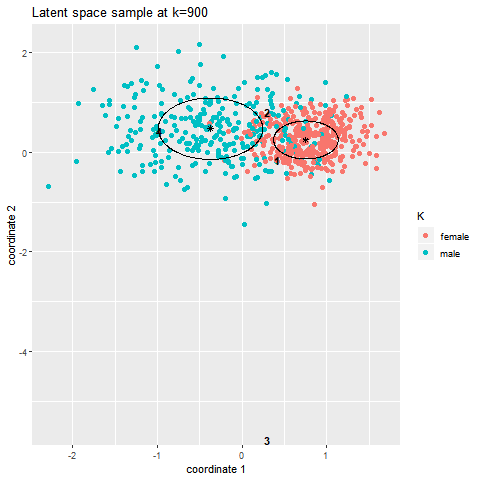 Latent space sample at k=900
2
0
-2
-4
coordinate 2
2
4
1
3
-2
-1
0
1
coordinate 1
K
female
male